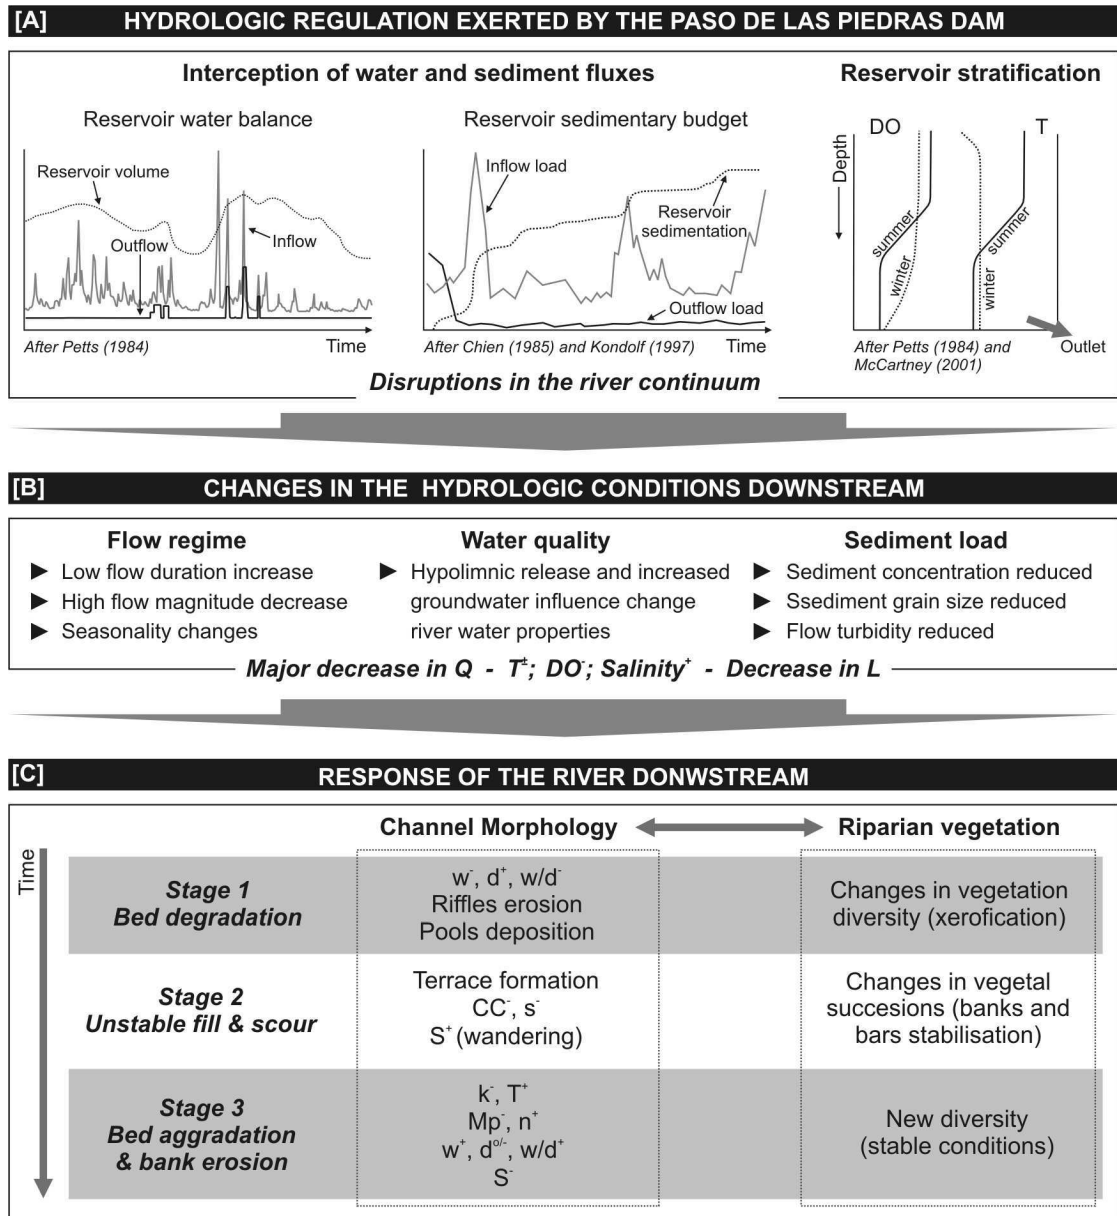 [A] HYDROLOGIC REGULATION EXERTED BY THE PASO DE LAS PIEDRAS DAM
Interception of water and sediment fluxes
Reservoir stratification
Reservoir water balance
Reservoir volume
Outflow
Inflow
After Petts (1984)
Time
Reservoir sedimentary budget
Inflow load
Reservoir
sedimentation
Outflow load
After Chien (1985) and Kondolf (1997)
Time
DO
T
Depth
summer
winter
summer
winter
Outlet
After Petts (1984) and
McCartney (2001)
Disruptions in the river continuum
[B] CHANGES IN THE HYDROLOGIC CONDITIONS DOWNSTREAM
Flow regime
► Low flow duration increase
► High flow magnitude decrease
► Seasonality changes
Water quality
► Hypolimnic release and increased
groundwater influence change
river water properties
Sediment load
► Sediment concentration reduced
► Ssediment grain size reduced
► Flow turbidity reduced
Major decrease in Q - T±; DO⁻; Salinity⁺ - Decrease in L
[C] RESPONSE OF THE RIVER DONWSTREAM
Channel Morphology
Riparian vegetation
Time
Stage 1
Bed degradation
w⁻, d⁺, w/d⁻
Riffles erosion
Pools deposition
Changes in vegetation
diversity (xerofication)
Stage 2
Unstable fill & scour
Terrace formation
CC⁻, s⁻
S⁺ (wandering)
Changes in vegetal
succesions (banks and
bars stabilisation)
Stage 3
Bed aggradation
& bank erosion
k⁻, T⁺
Mp⁻, n⁺
w⁺, d°/⁻, w/d⁺
S⁻
New diversity
(stable conditions)